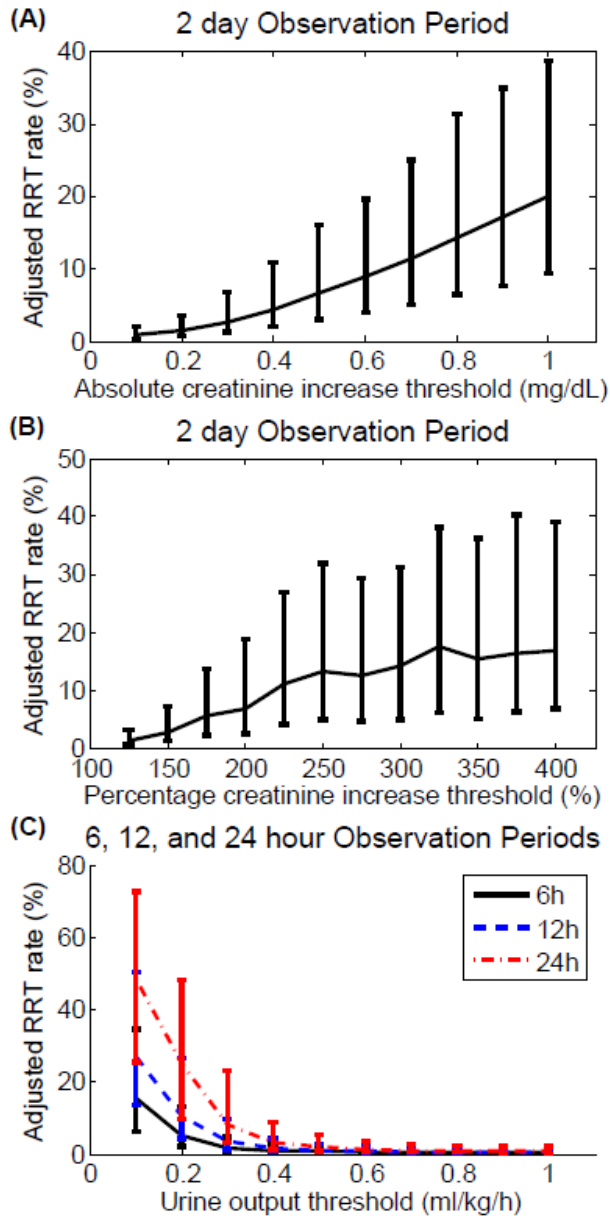 (A)
2 day Observation Period
Adjusted RRT rate (%)
40
30
20
10
0
0 0.2 0.4 0.6 0.8 1
Absolute creatinine increase threshold (mg/dL)
(B)
2 day Observation Period
Adjusted RRT rate (%)
50
40
30
20
10
0
100 150 200 250 300 350 400
Percentage creatinine increase threshold (%)
(C)
6, 12, and 24 hour Observation Periods
Adjusted RRT rate (%)
80
60
40
20
0
6h
12h
24h
0 0.2 0.4 0.6 0.8 1
Urine output threshold (ml/kg/h)